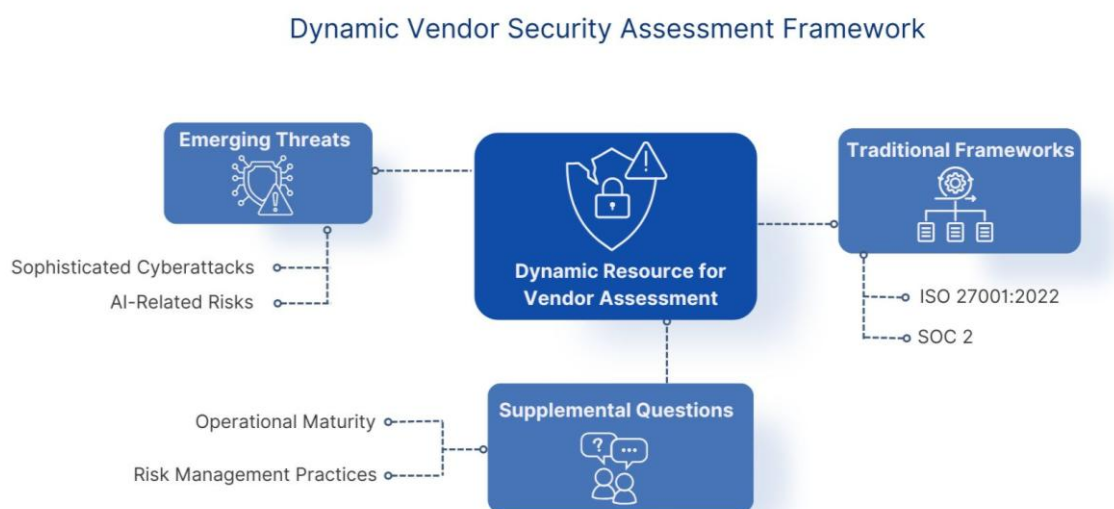 Dynamic Vendor Security Assessment Framework
Emerging Threats
Sophisticated Cyberattacks
AI-Related Risks
Dynamic Resource for
Vendor Assessment
Traditional Frameworks
ISO 27001:2022
SOC 2
Supplemental Questions
Operational Maturity
Risk Management Practices